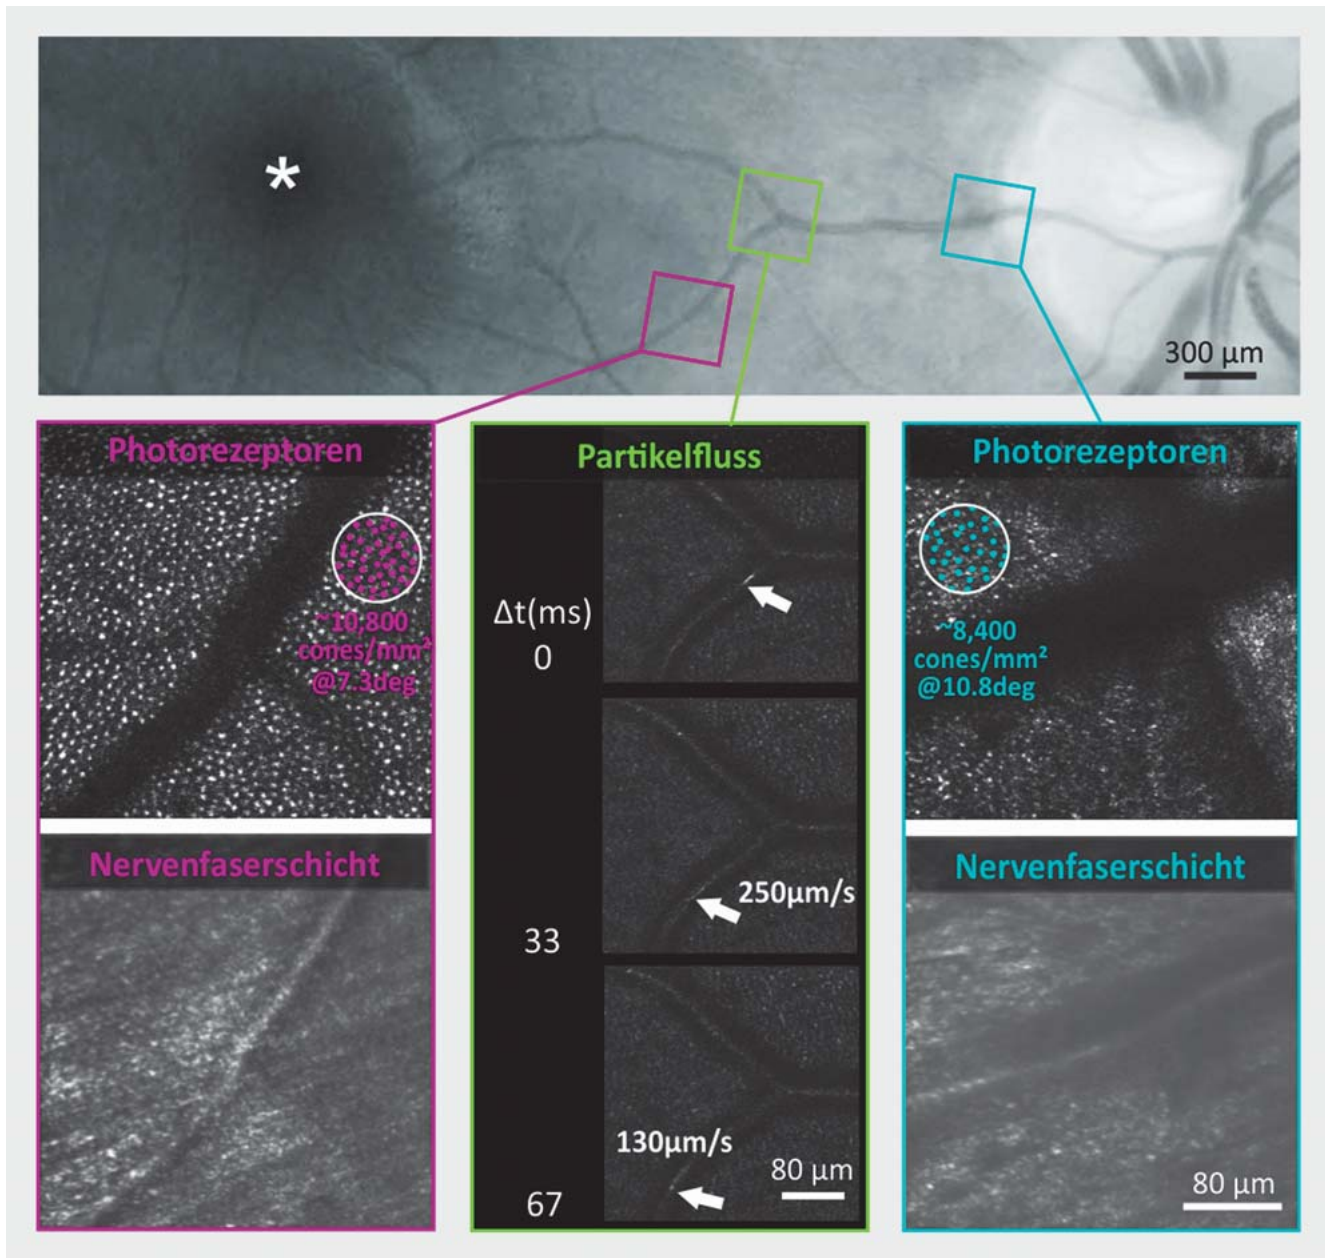 *
300 µm
Photorezeptoren
~10,800
cones/mm²
@7.3deg
Nervenfaserschicht
Partikelfluss
Δt(ms)
0
33
250µm/s
67
130µm/s
80 µm
Photorezeptoren
~8,400
cones/mm²
@10.8deg
Nervenfaserschicht
80 µm